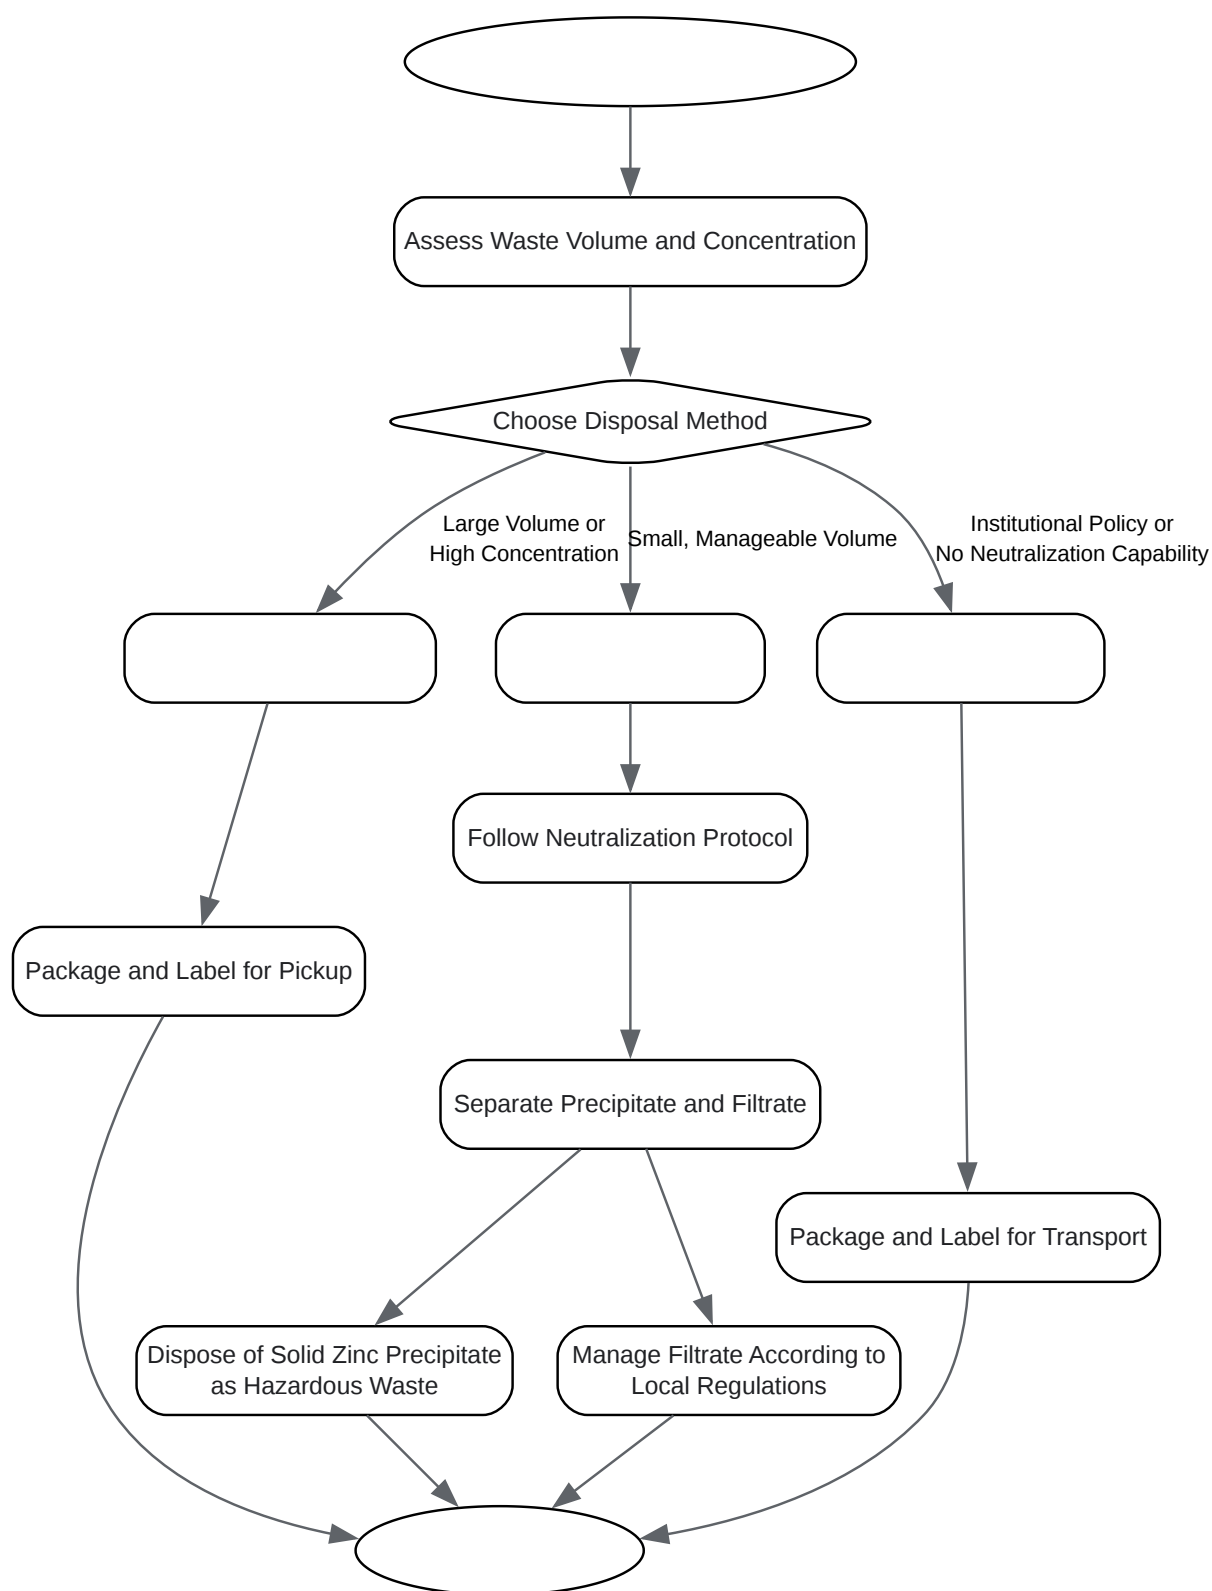 Assess Waste Volume and Concentration
Choose Disposal Method
Large Volume or
High Concentration
Small, Manageable Volume
Institutional Policy or
No Neutralization Capability
Follow Neutralization Protocol
Package and Label for Pickup
Separate Precipitate and Filtrate
Package and Label for Transport
Dispose of Solid Zinc Precipitate
as Hazardous Waste
Manage Filtrate According to
Local Regulations